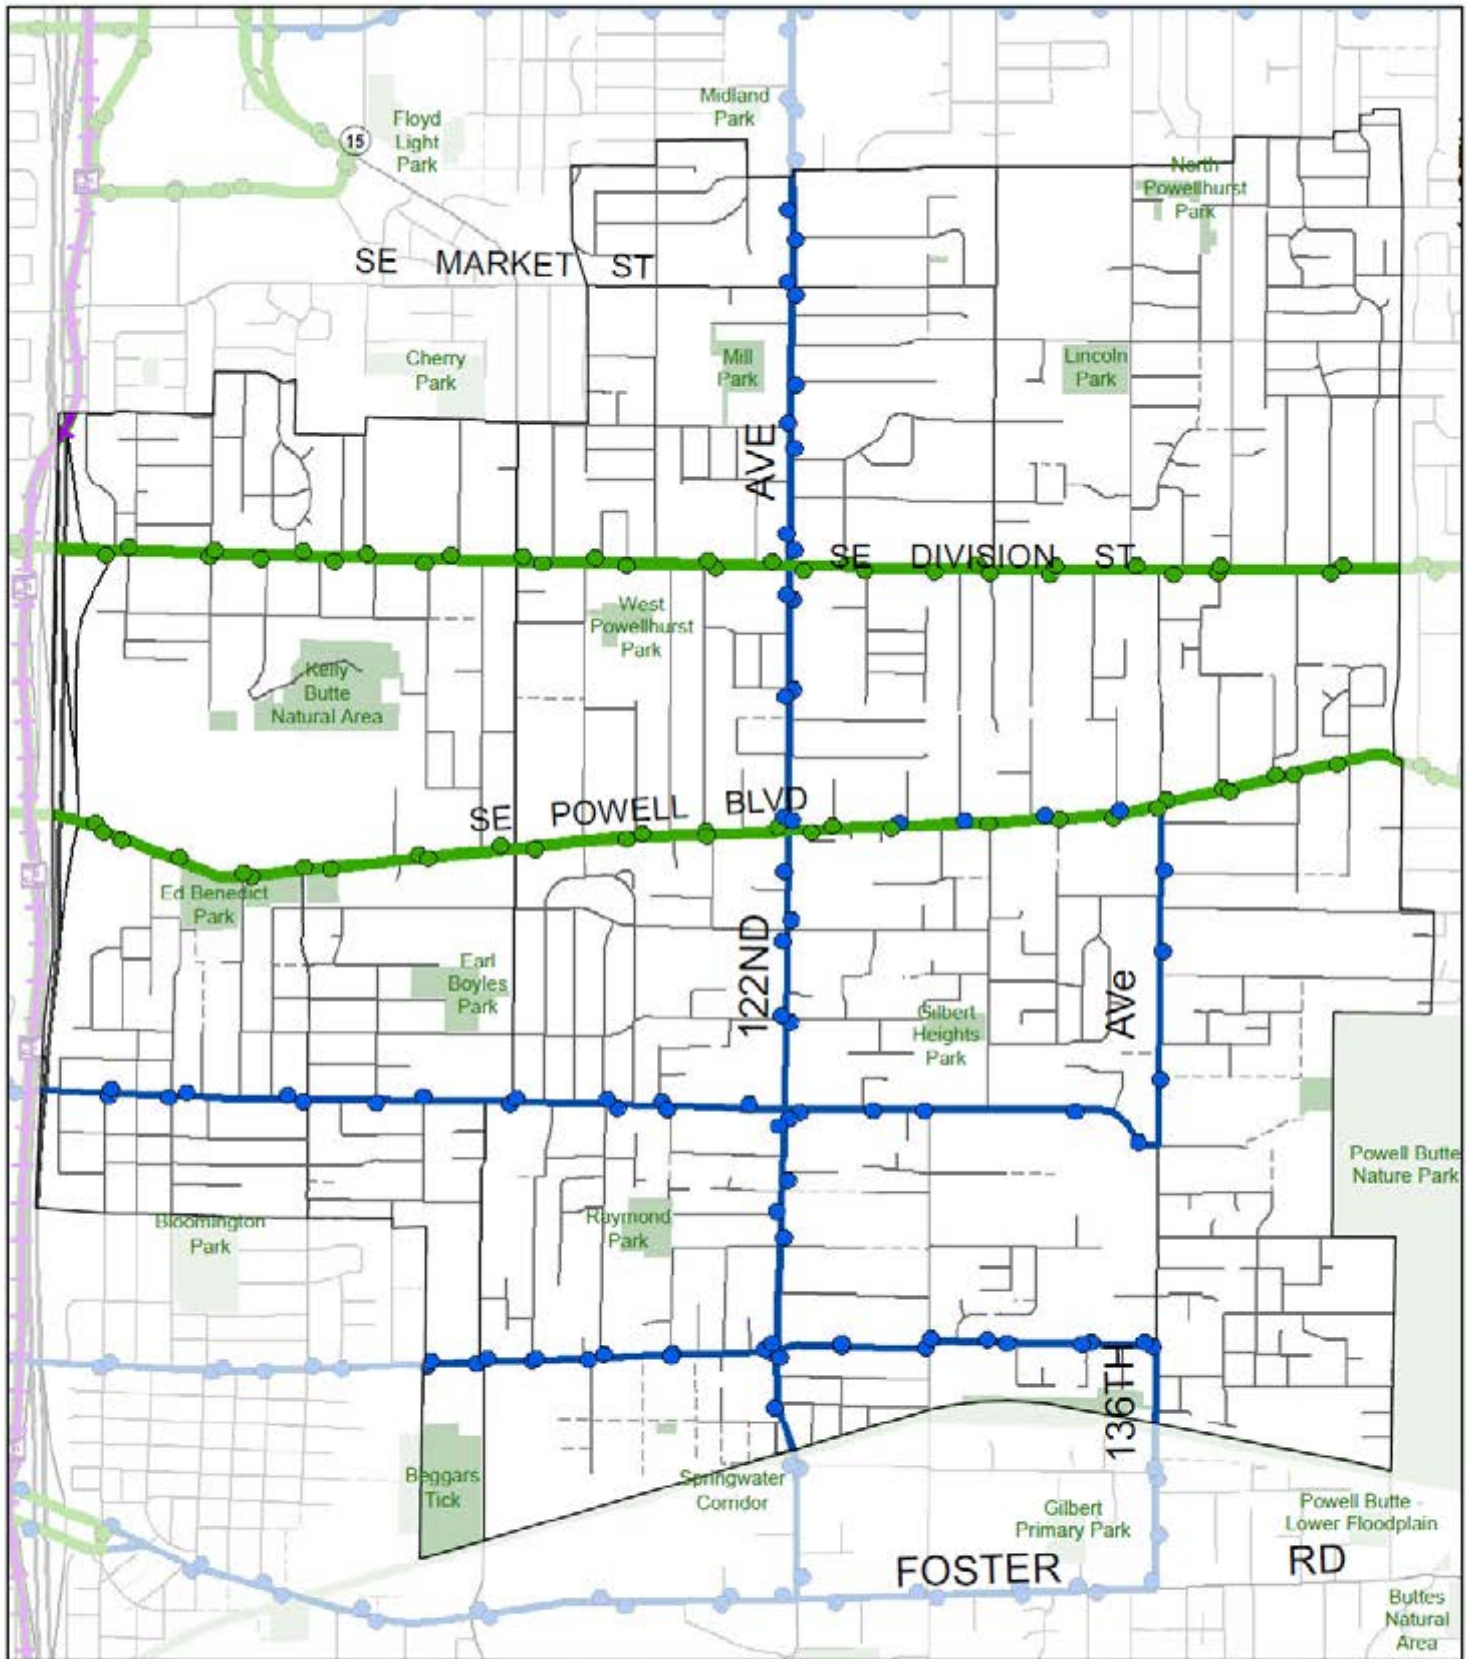 Midland
Park
Floyd
Light
Park
15
North
Powellhurst
Park
SE MARKET ST
Cherry
Park
Mill
Park
Lincoln
Park
AVE
SE DIVISION ST
West
Powellhurst
Park
Kelly
Butte
Natural Area
SE POWELL BLVD
Ed Benedict
Park
122ND
Earl
Boyles
Park
AVe
Gilbert
Heights
Park
Powell Butte
Nature Park
Bloomington
Park
Raymond
Park
136TH
Beggars
Tick
Springwater
Corridor
Gilbert
Primary Park
Powell Butte -
Lower Floodplain
FOSTER RD
Buttes
Natural
Area